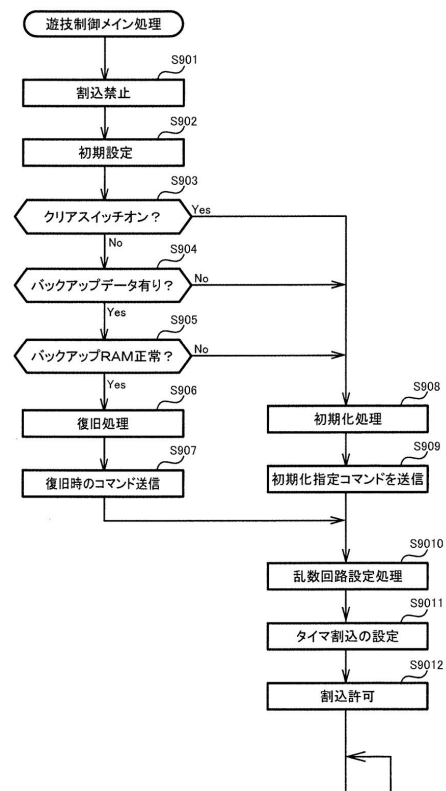 遊技制御メイン処理
S901
割込禁止
S902
初期設定
S903
クリアスイッチオン？
Yes
No
S904
バックアップデータ有り？
No
Yes
S905
バックアップRAM正常？
No
Yes
S906
復旧処理
S907
復旧時のコマンド送信
S908
初期化処理
S909
初期化指定コマンドを送信
S9010
乱数回路設定処理
S9011
タイマ割込の設定
S9012
割込許可